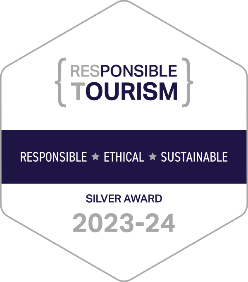 {RESPONSIBLE
TOURISM}
RESPONSIBLE ★ ETHICAL ★ SUSTAINABLE
SILVER AWARD
2023-24